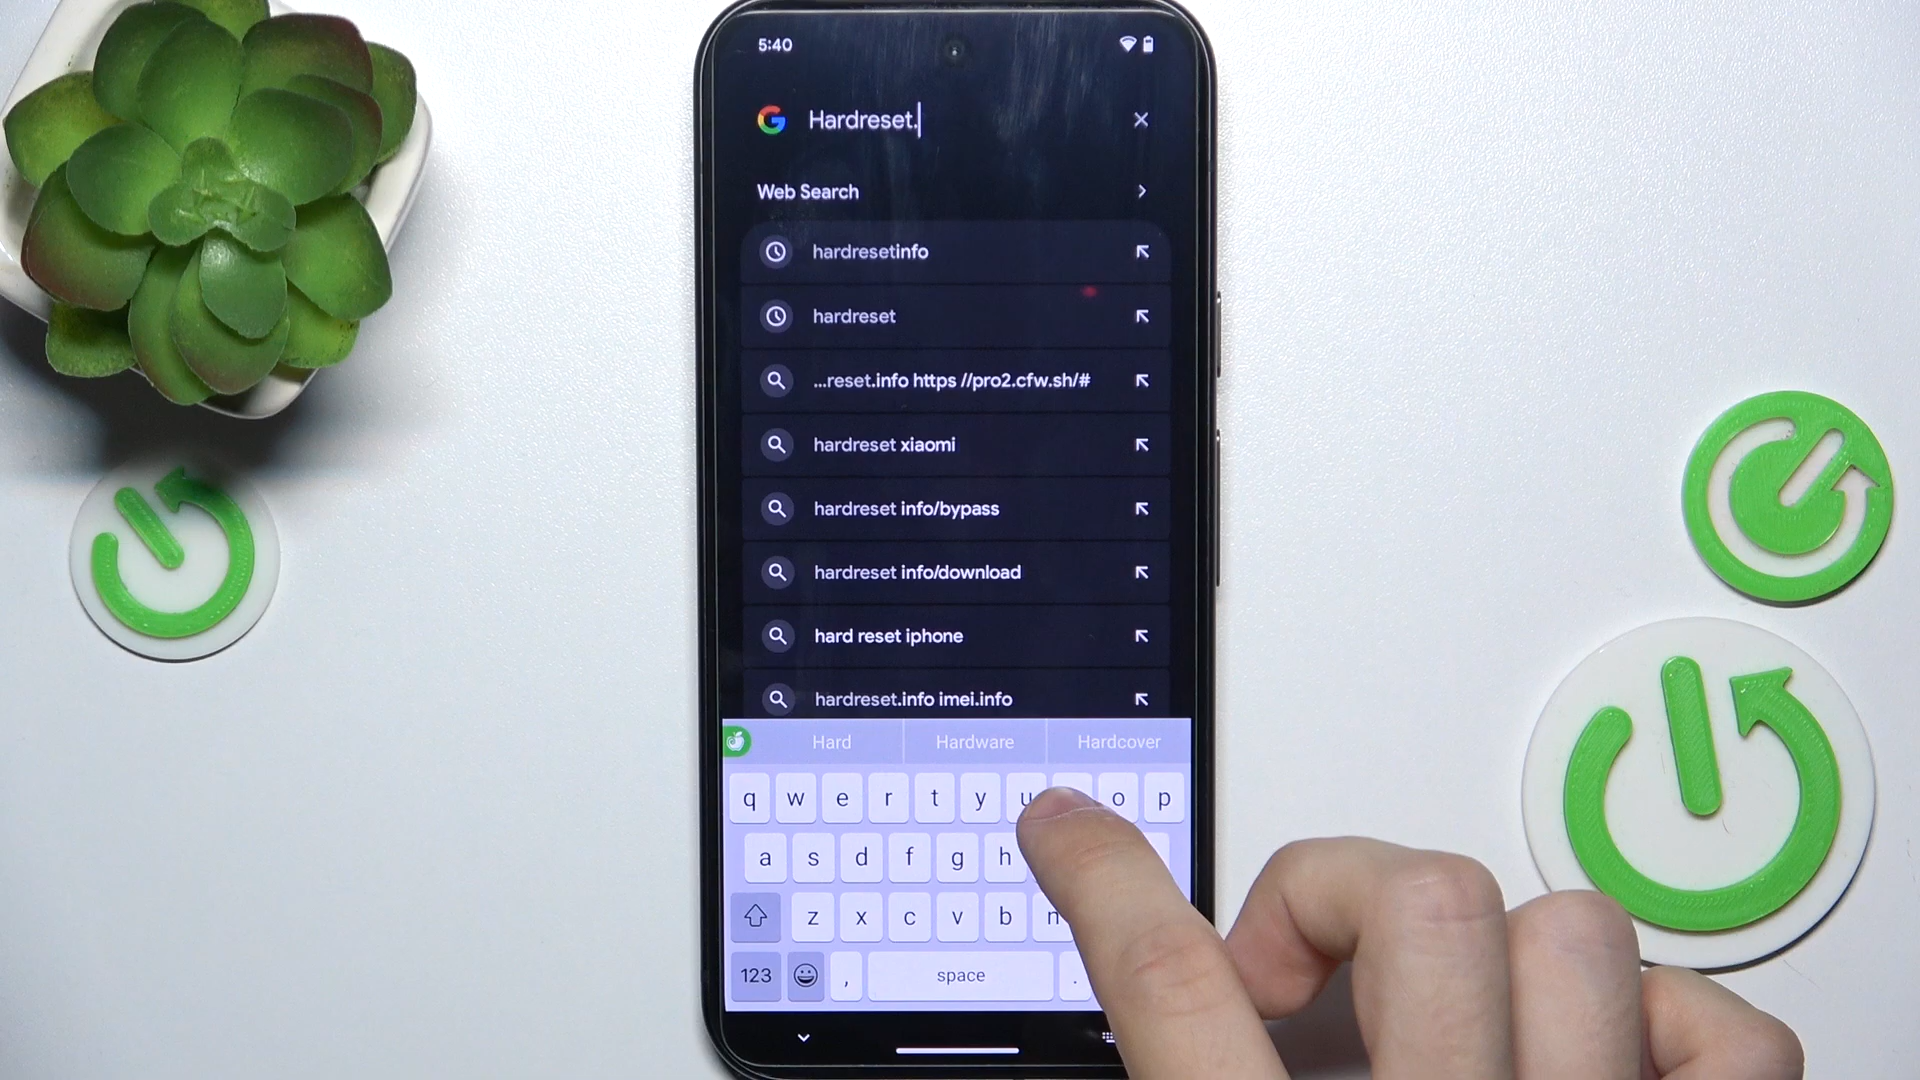 5:40
Hardreset.
Web Search
hardresetinfo
hardreset
...reset.info https //pro2.cfw.sh/#
hardreset xiaomi
hardreset info/bypass
hardreset info/download
hard reset iphone
hardreset.info imei.info
Hard Hardware Hardcover
q w e r t y u o p
a s d f g h
z x c v b n
123 , space .